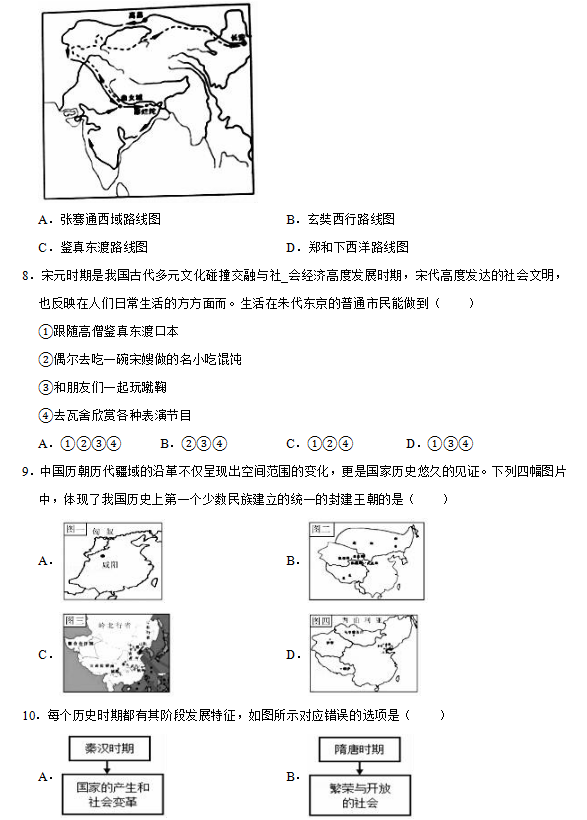 高昌
长安
曲女城
那烂陀
A．张骞通西域路线图 B．玄奘西行路线图
C．鉴真东渡路线图 D．郑和下西洋路线图
8．宋元时期是我国古代多元文化碰撞交融与社_会经济高度发展时期，宋代高度发达的社会文明，
也反映在人们日常生活的方方面而。生活在朱代东京的普通市民能做到（ ）
①跟随高僧鉴真东渡口本
②偶尔去吃一碗宋嫂做的名小吃馄饨
③和朋友们一起玩蹴鞠
④去瓦舍欣赏各种表演节目
A．①②③④ B．②③④ C．①②④ D．①③④
9．中国历朝历代疆域的沿革不仅呈现出空间范围的变化，更是国家历史悠久的见证。下列四幅图片
中，体现了我国历史上第一个少数民族建立的统一的封建王朝的是（ ）
图一 匈 奴
咸阳
A．
图二
B．
图三 岭北行省
C．
图四
D．
10．每个历史时期都有其阶段发展特征，如图所示对应错误的选项是（ ）
秦汉时期
A．
国家的产生和
社会变革
隋唐时期
B．
繁荣与开放
的社会